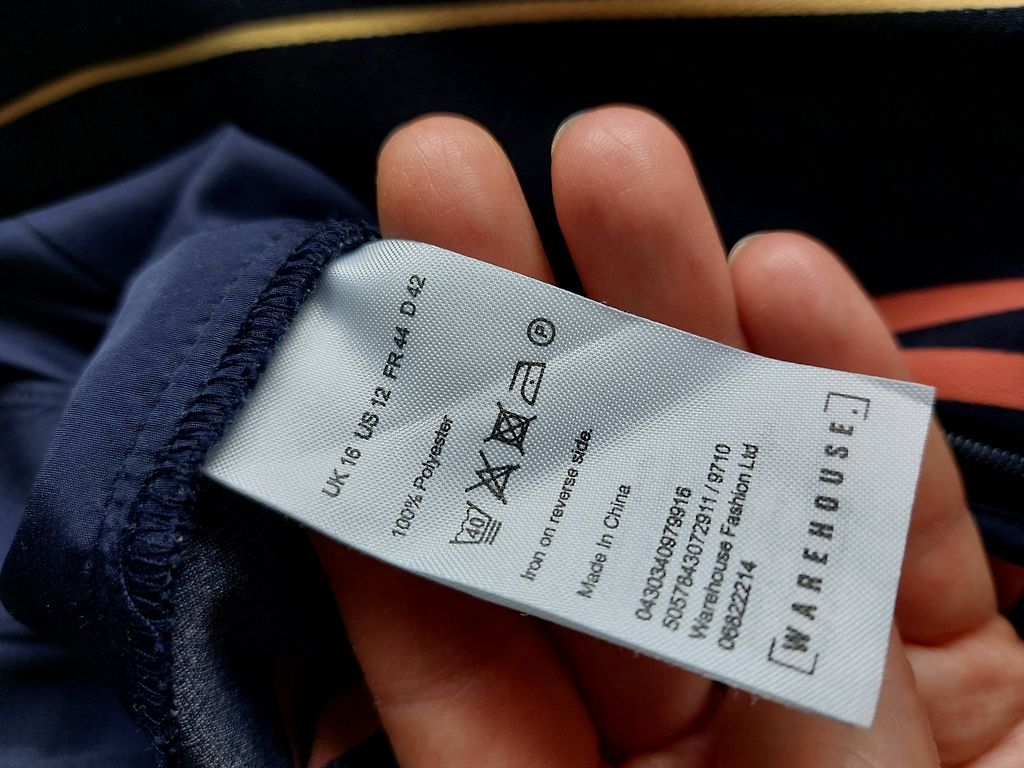 UK 16 US 12 FR 44 D 42
100% Polyester
40 P
Iron on reverse side.
Made in China
0430340979916
5057843072911 / 9710
Warehouse Fashion Ltd
06822214
[WAREHOUSE.]